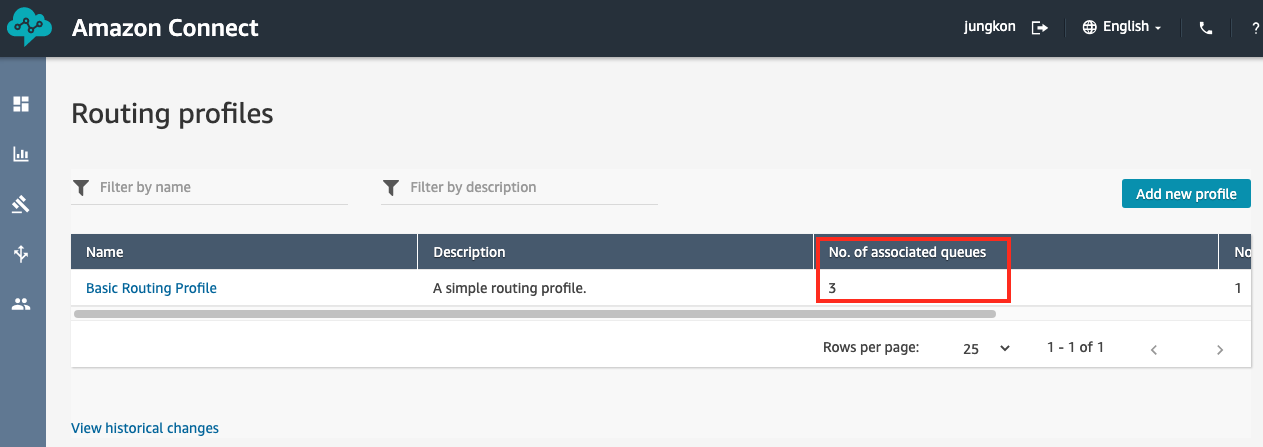 Amazon Connect
jungkon
English
?
Routing profiles
Filter by name
Filter by description
Add new profile
Name Description No. of associated queues No
Basic Routing Profile A simple routing profile. 3 1
Rows per page: 25 1 - 1 of 1
View historical changes